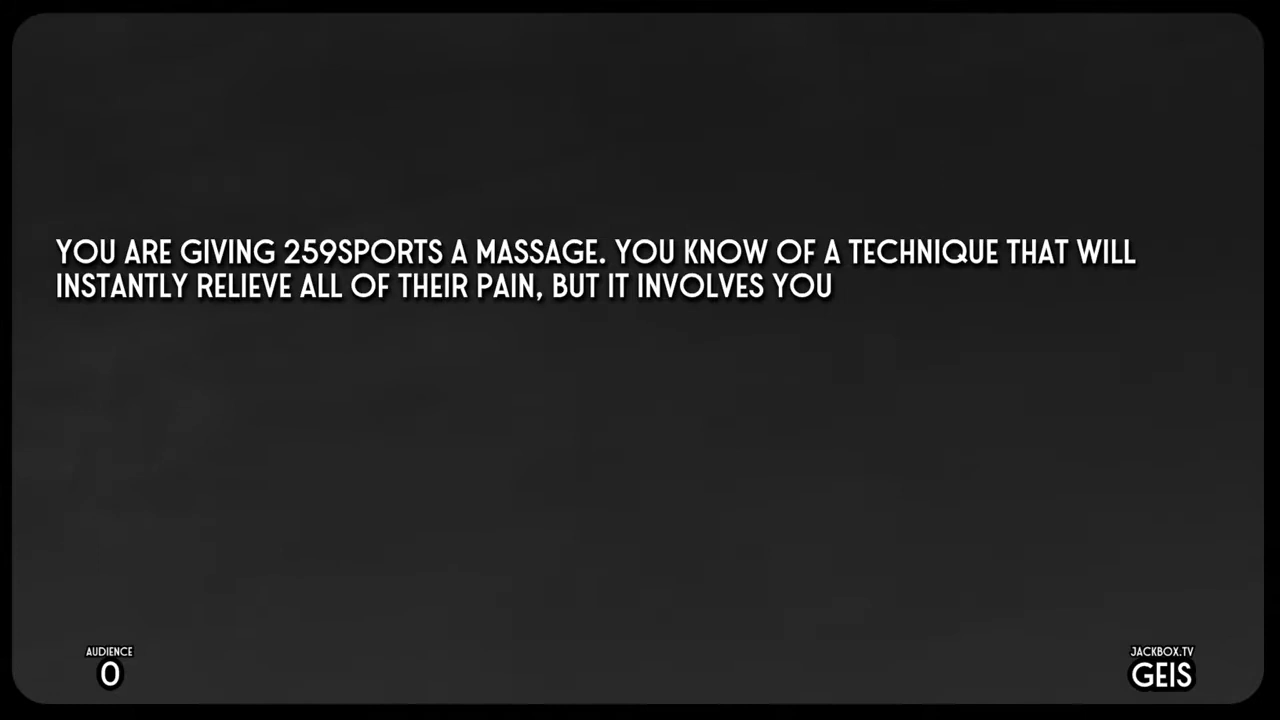 YOU ARE GIVING 259SPORTS A MASSAGE. YOU KNOW OF A TECHNIQUE THAT WILL
INSTANTLY RELIEVE ALL OF THEIR PAIN, BUT IT INVOLVES YOU
AUDIENCE
0
JACKBOX.TV
GEIS